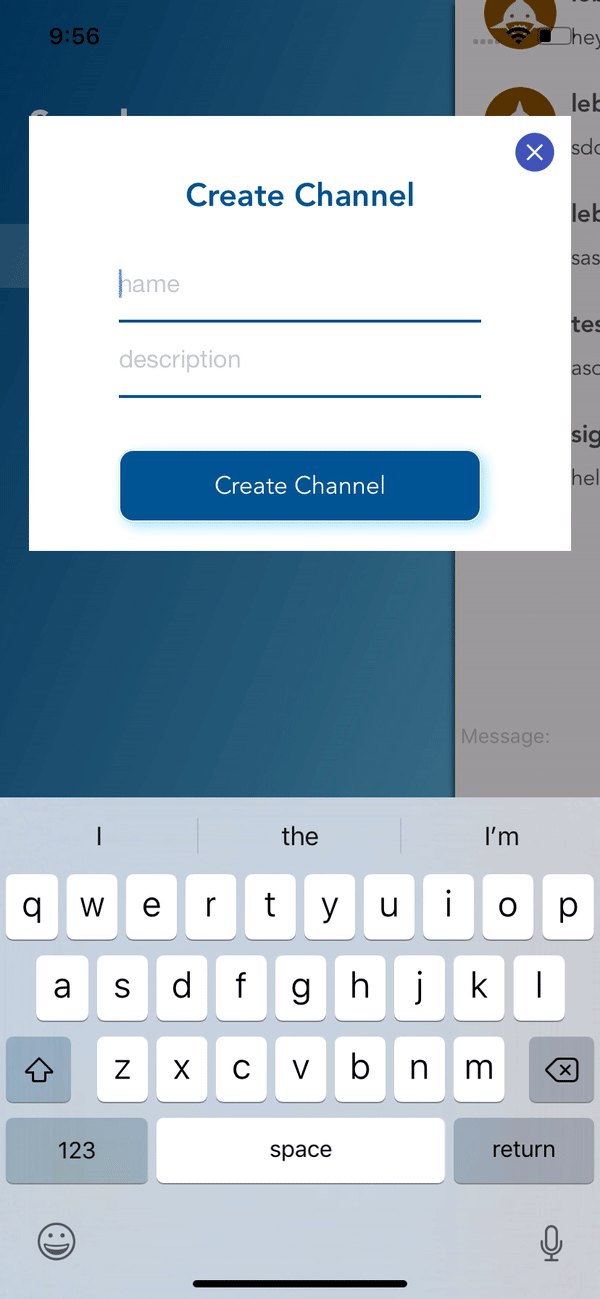 9:56
hey
leb
sdc
leb
sas
tes
asc
sig
hel
Create Channel
name
description
Create Channel
Message:
I
the
I'm
q w e r t y u i o p
a s d f g h j k l
z x c v b n m
123
space
return